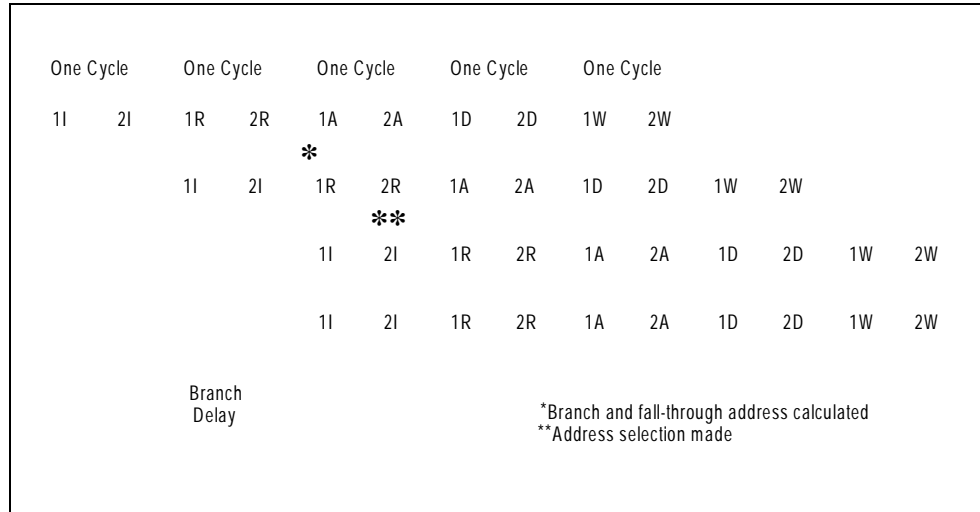 One Cycle One Cycle One Cycle One Cycle One Cycle
1I 2I 1R 2R 1A 2A 1D 2D 1W 2W
*
1I 2I 1R 2R 1A 2A 1D 2D 1W 2W
**
1I 2I 1R 2R 1A 2A 1D 2D 1W 2W
1I 2I 1R 2R 1A 2A 1D 2D 1W 2W
Branch
Delay
*Branch and fall-through address calculated
**Address selection made